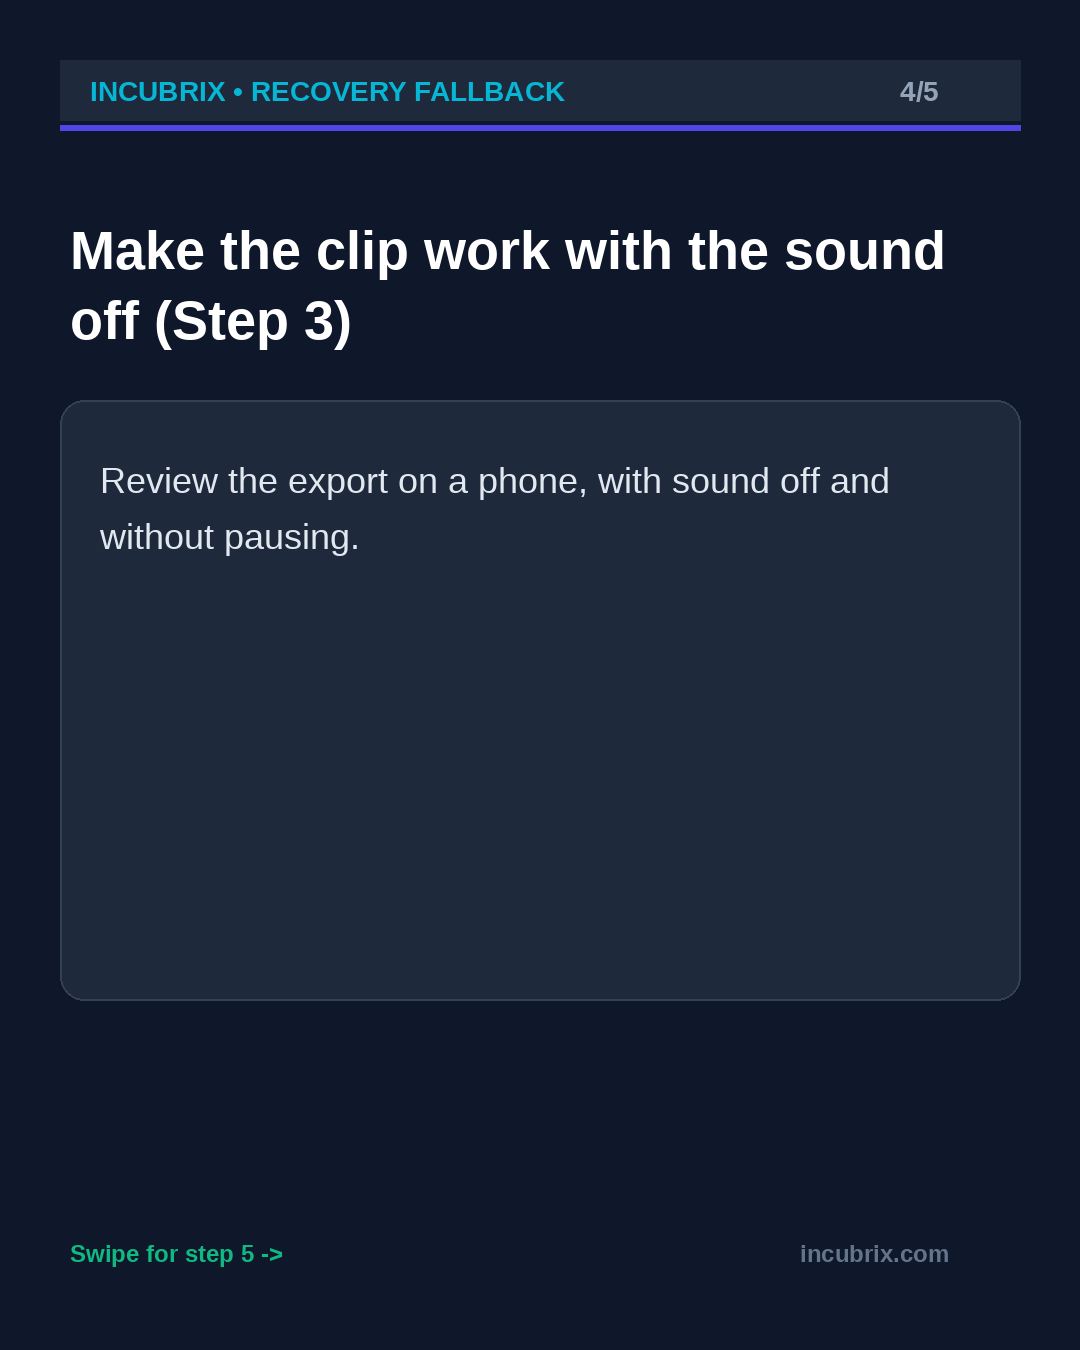 INCUBRIX • RECOVERY FALLBACK 4/5
Make the clip work with the sound
off (Step 3)
Review the export on a phone, with sound off and
without pausing.
Swipe for step 5 -> incubrix.com